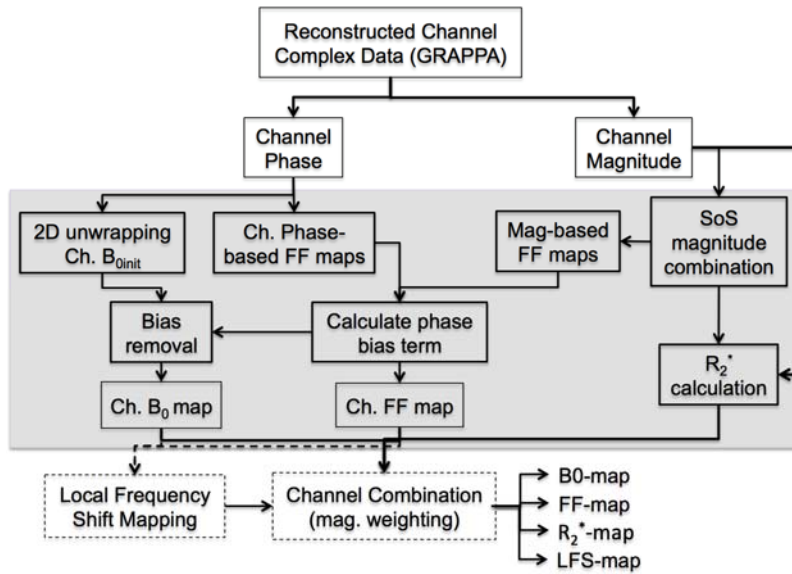 Reconstructed Channel
Complex Data (GRAPPA)
Channel
Phase
Channel
Magnitude
2D unwrapping
Ch. B0init
Ch. Phase-
based FF maps
Mag-based
FF maps
SoS
magnitude
combination
Bias
removal
Calculate phase
bias term
R2*
calculation
Ch. B0 map
Ch. FF map
Local Frequency
Shift Mapping
Channel Combination
(mag. weighting)
B0-map
FF-map
R2*-map
LFS-map